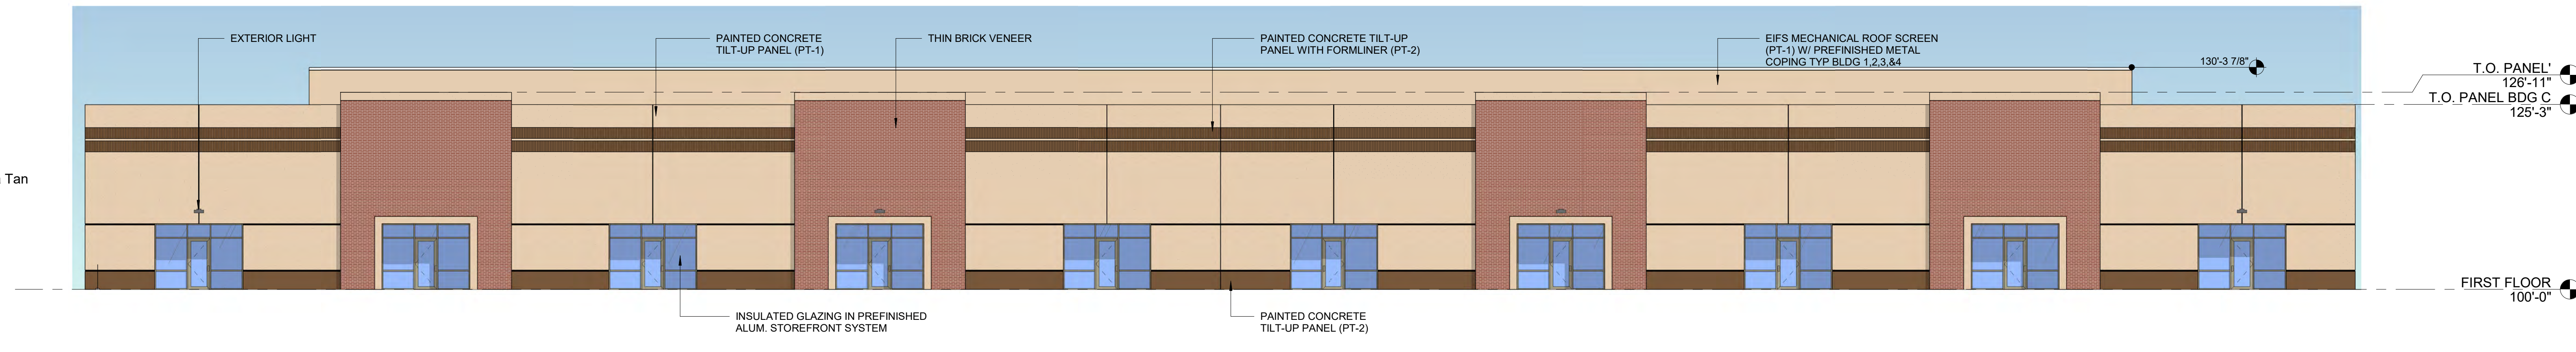 EXTERIOR LIGHT
PAINTED CONCRETE
TILT-UP PANEL (PT-1)
THIN BRICK VENEER
PAINTED CONCRETE TILT-UP
PANEL WITH FORMLINER (PT-2)
EIFS MECHANICAL ROOF SCREEN
(PT-1) W/ PREFINISHED METAL
COPING TYP BLDG 1,2,3,&4
130'-3 7/8"
T.O. PANEL'
126'-11"
T.O. PANEL BDG C
125'-3"
Tan
FIRST FLOOR
100'-0"
INSULATED GLAZING IN PREFINISHED
ALUM. STOREFRONT SYSTEM
PAINTED CONCRETE
TILT-UP PANEL (PT-2)